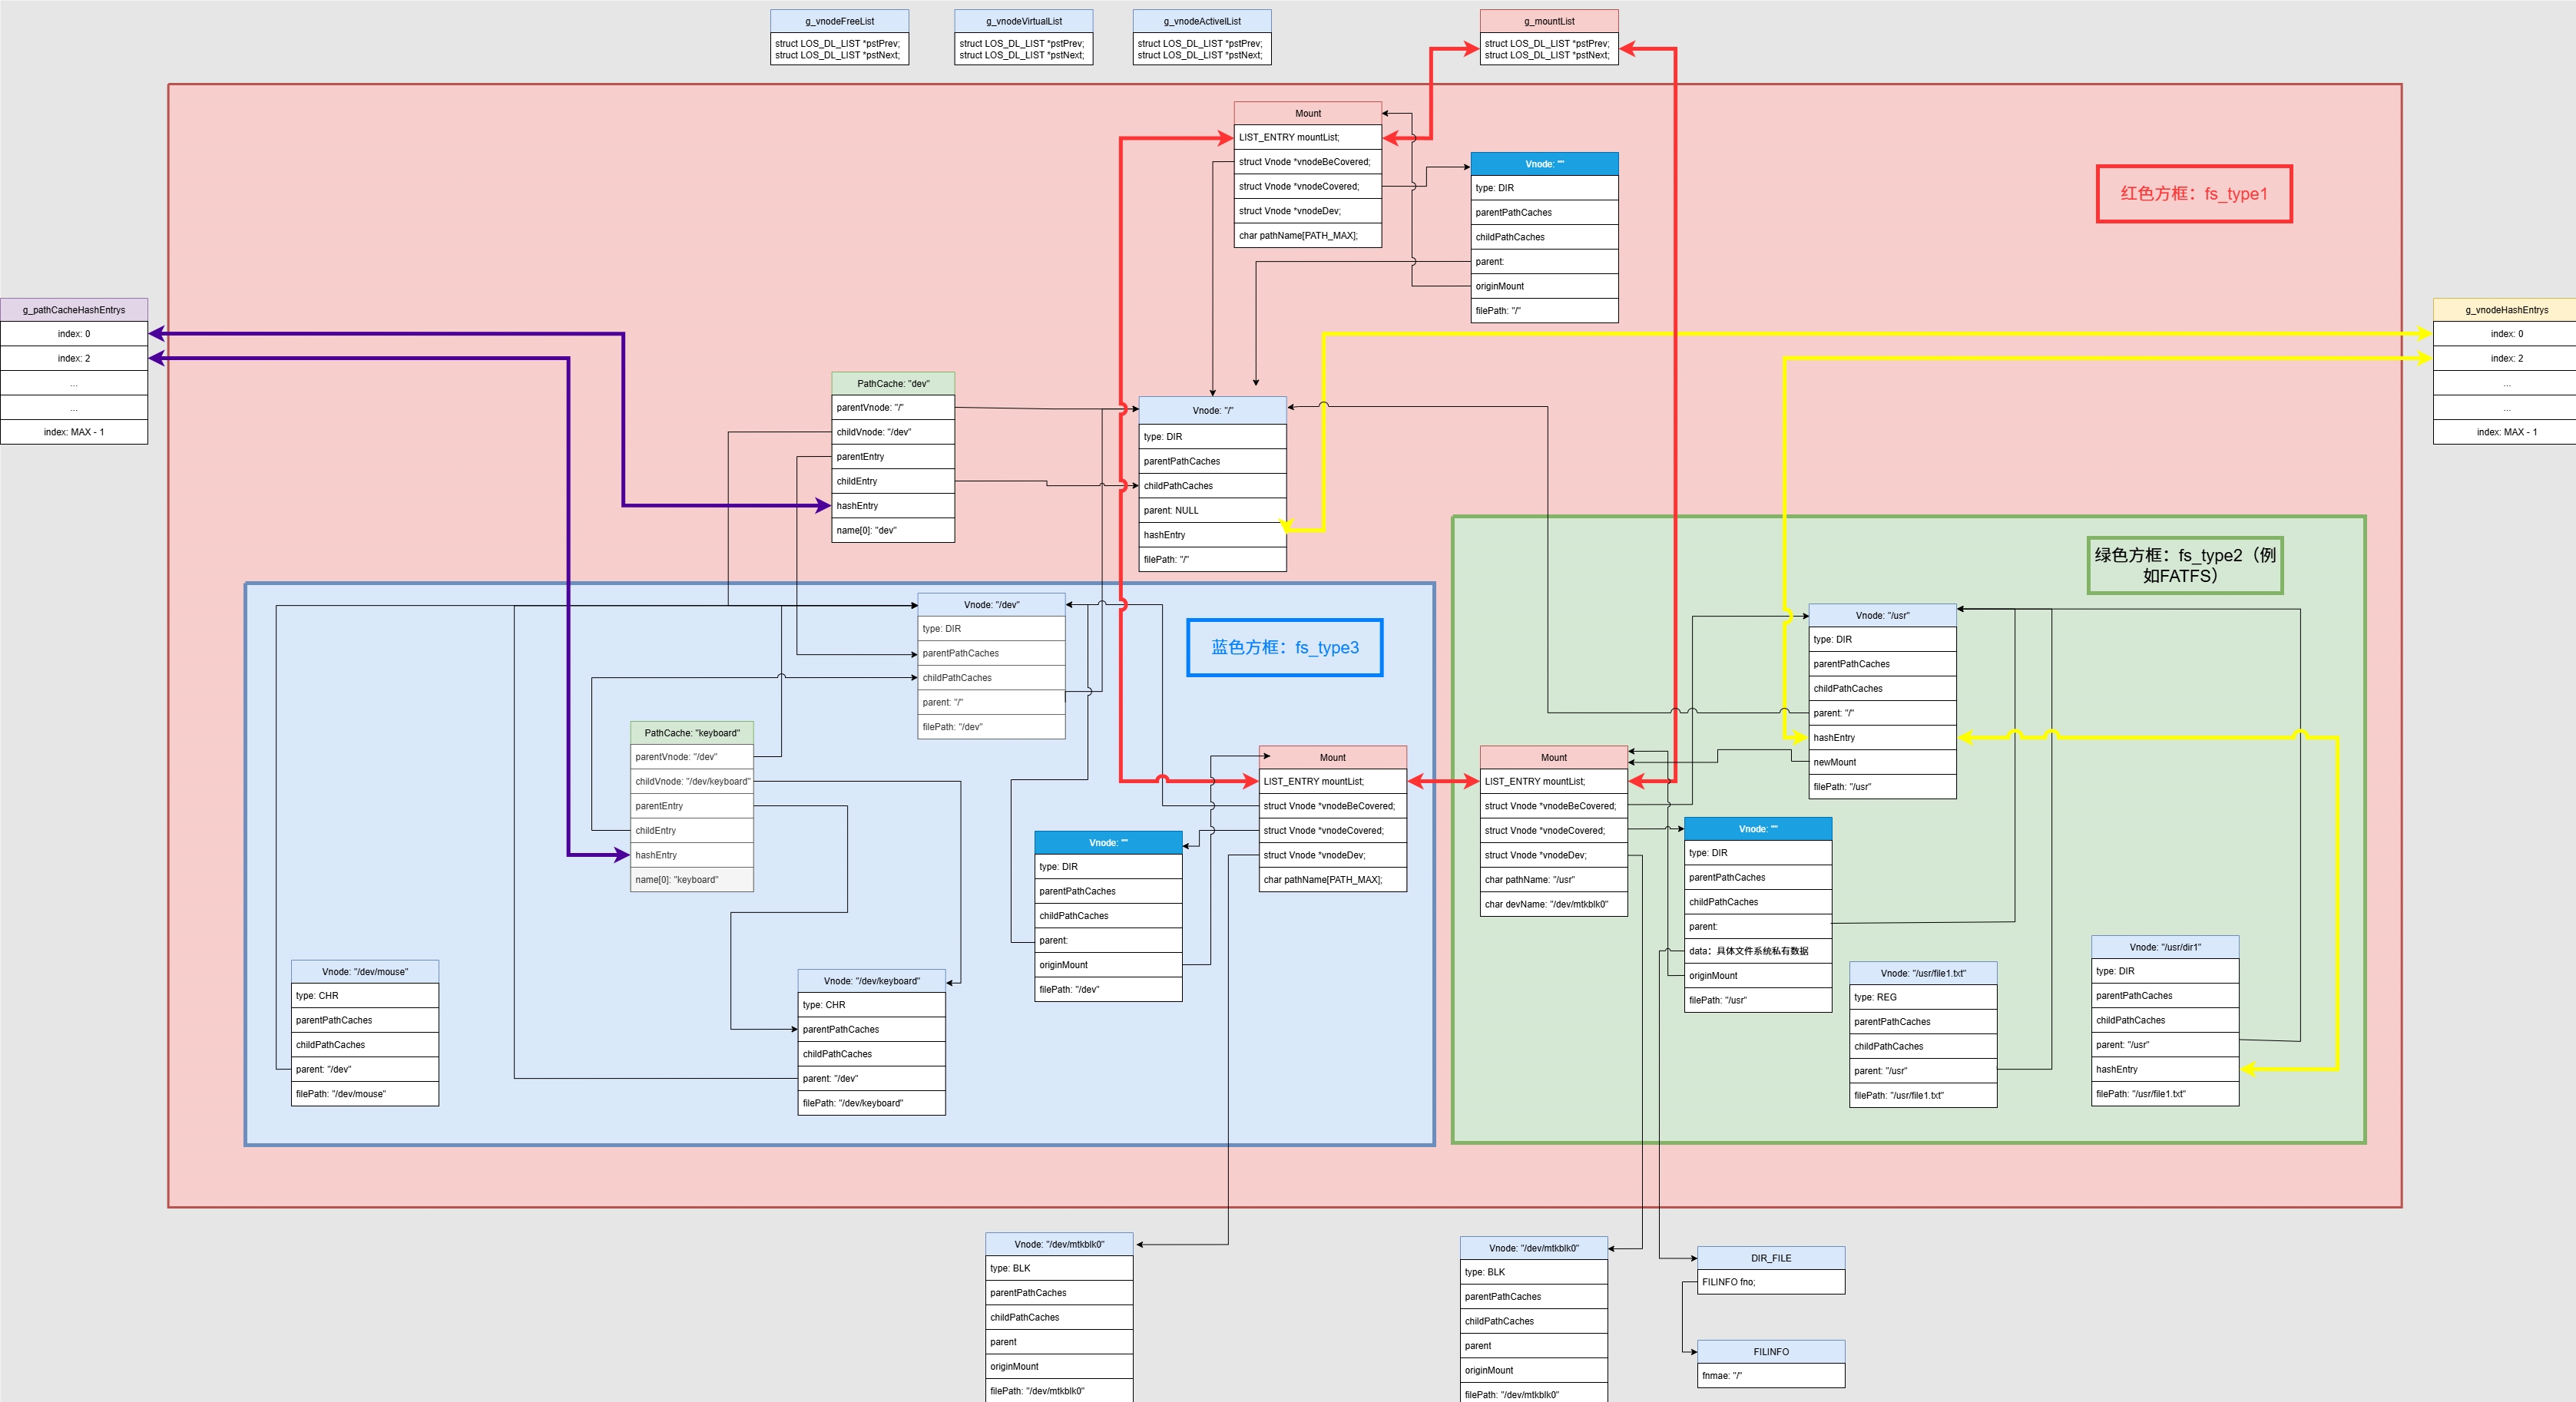 g_vnodeFreeList
struct LOS_DL_LIST *pstPrev;
struct LOS_DL_LIST *pstNext;
g_vnodeVirtualList
struct LOS_DL_LIST *pstPrev;
struct LOS_DL_LIST *pstNext;
g_vnodeActivelList
struct LOS_DL_LIST *pstPrev;
struct LOS_DL_LIST *pstNext;
g_mountList
struct LOS_DL_LIST *pstPrev;
struct LOS_DL_LIST *pstNext;
Mount
LIST_ENTRY mountList;
struct Vnode *vnodeBeCovered;
struct Vnode *vnodeCovered;
struct Vnode *vnodeDev;
char pathName[PATH_MAX];
Vnode: ""
type: DIR
parentPathCaches
childPathCaches
parent:
originMount
filePath: "/"
红色方框：fs_type1
g_pathCacheHashEntrys
index: 0
index: 2
...
...
index: MAX - 1
g_vnodeHashEntrys
index: 0
index: 2
...
...
index: MAX - 1
PathCache: "dev"
parentVnode: "/"
childVnode: "/dev"
parentEntry
childEntry
hashEntry
name[0]: "dev"
Vnode: "/"
type: DIR
parentPathCaches
childPathCaches
parent: NULL
hashEntry
filePath: "/"
绿色方框：fs_type2（例
如FATFS）
Vnode: "/dev"
type: DIR
parentPathCaches
childPathCaches
parent: "/"
filePath: "/dev"
蓝色方框：fs_type3
Vnode: "/usr"
type: DIR
parentPathCaches
childPathCaches
parent: "/"
hashEntry
newMount
filePath: "/usr"
PathCache: "keyboard"
parentVnode: "/dev"
childVnode: "/dev/keyboard"
parentEntry
childEntry
hashEntry
name[0]: "keyboard"
Mount
LIST_ENTRY mountList;
struct Vnode *vnodeBeCovered;
struct Vnode *vnodeCovered;
struct Vnode *vnodeDev;
char pathName[PATH_MAX];
Mount
LIST_ENTRY mountList;
struct Vnode *vnodeBeCovered;
struct Vnode *vnodeCovered;
struct Vnode *vnodeDev;
char pathName: "/usr"
char devName: "/dev/mtkblk0"
Vnode: ""
type: DIR
parentPathCaches
childPathCaches
parent:
originMount
filePath: "/dev"
Vnode: ""
type: DIR
parentPathCaches
childPathCaches
parent:
data：具体文件系统私有数据
originMount
filePath: "/usr"
Vnode: "/dev/mouse"
type: CHR
parentPathCaches
childPathCaches
parent: "/dev"
filePath: "/dev/mouse"
Vnode: "/dev/keyboard"
type: CHR
parentPathCaches
childPathCaches
parent: "/dev"
filePath: "/dev/keyboard"
Vnode: "/usr/file1.txt"
type: REG
parentPathCaches
childPathCaches
parent: "/usr"
filePath: "/usr/file1.txt"
Vnode: "/usr/dir1"
type: DIR
parentPathCaches
childPathCaches
parent: "/usr"
hashEntry
filePath: "/usr/file1.txt"
Vnode: "/dev/mtkblk0"
type: BLK
parentPathCaches
childPathCaches
parent
originMount
filePath: "/dev/mtkblk0"
Vnode: "/dev/mtkblk0"
type: BLK
parentPathCaches
childPathCaches
parent
originMount
filePath: "/dev/mtkblk0"
DIR_FILE
FILINFO fno;
FILINFO
fnmae: "/"